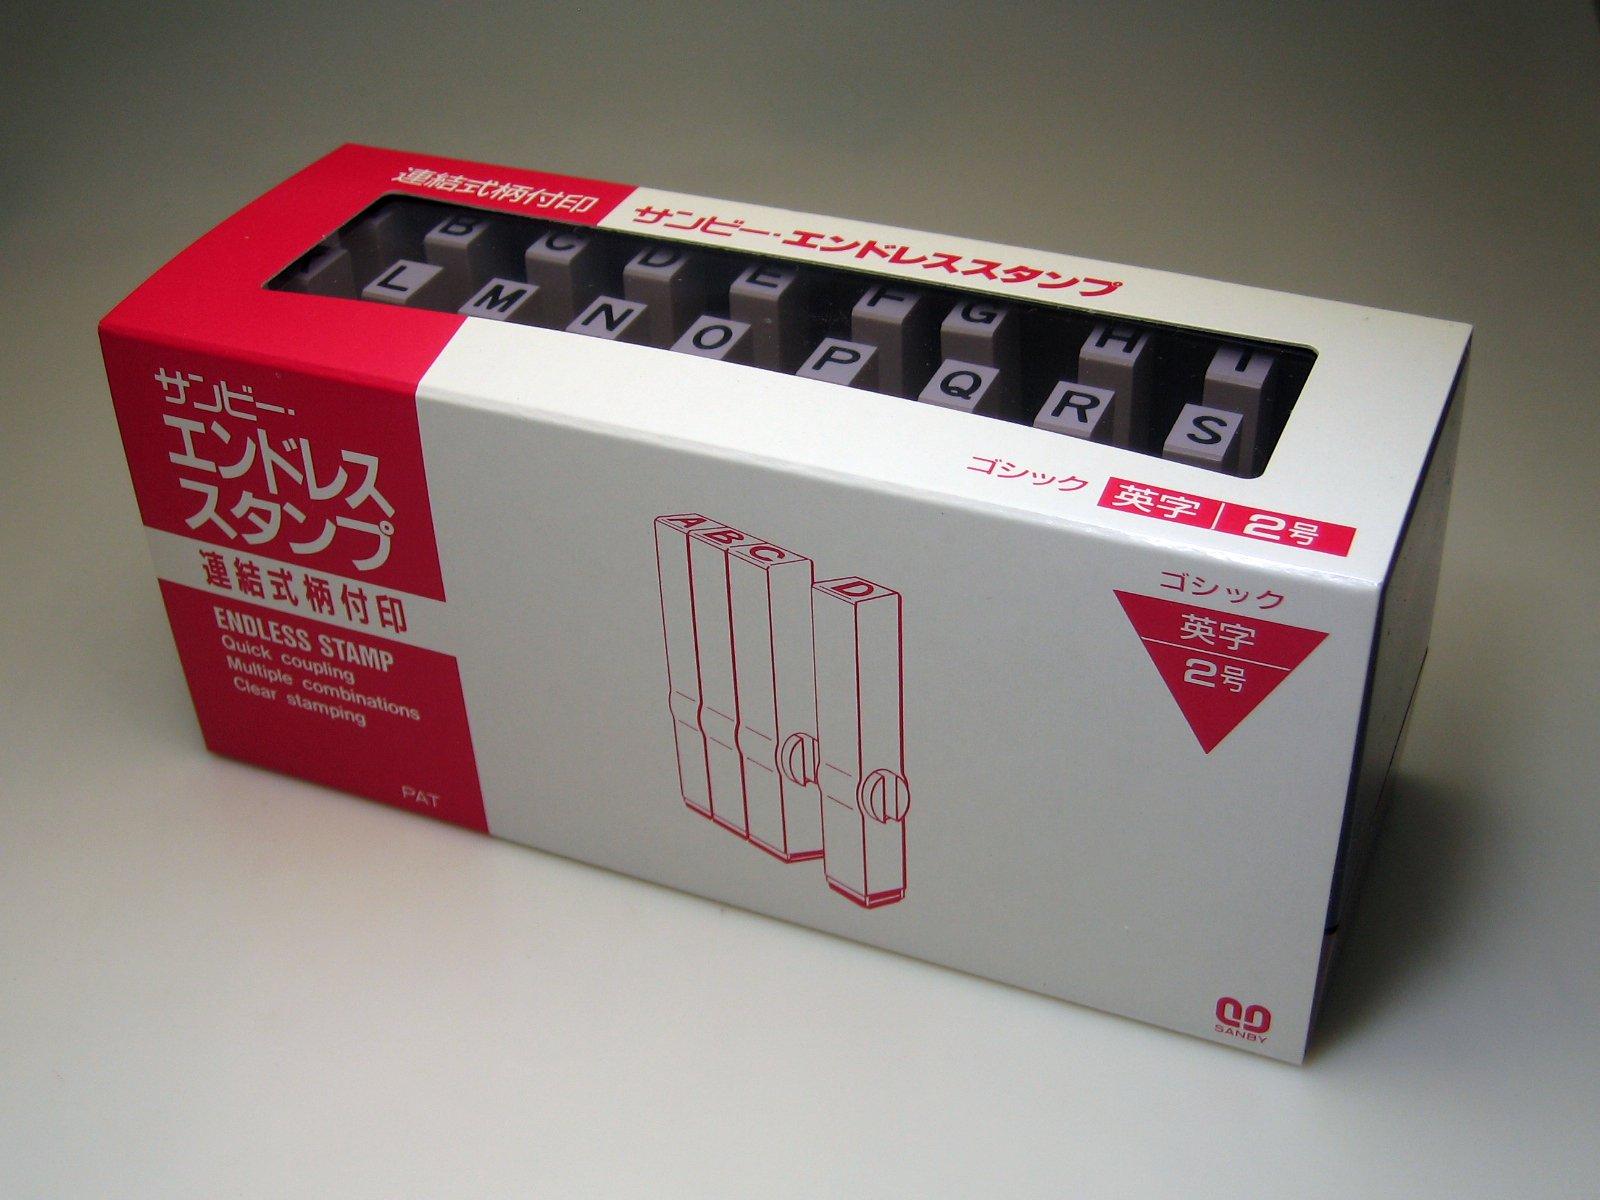 連結式柄付印
サンビー・エンドレススタンプ
B C D E F G H I
L M N O P Q R S
ゴシック 英字 2号
サンビー・
エンドレス
スタンプ
連結式柄付印
ENDLESS STAMP
Quick coupling
Multiple combinations
Clear stamping
PAT
A B C D
ゴシック
英字
2号
SANBY